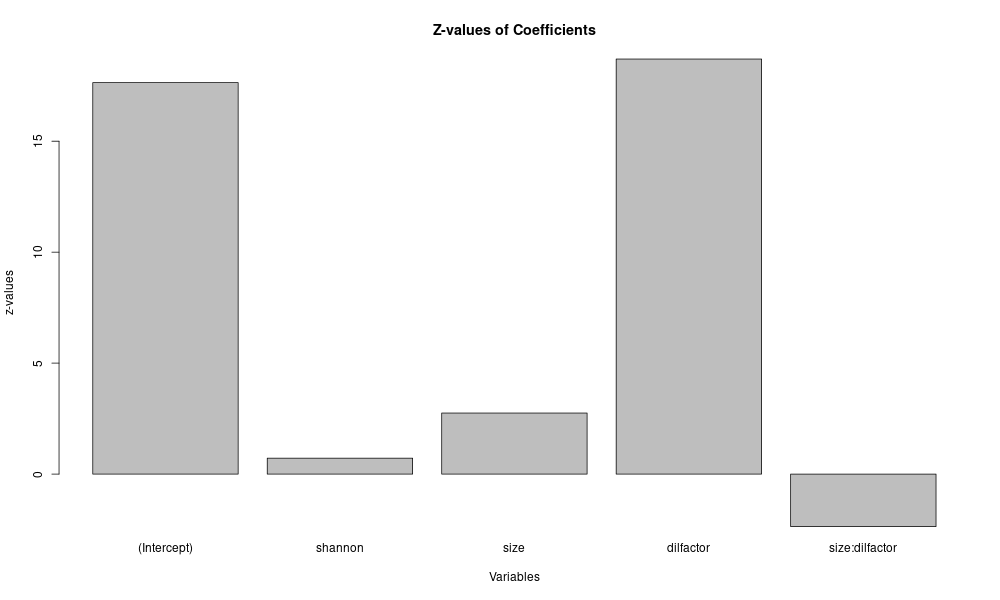 Z-values of Coefficients
z-values
15
10
5
0
(Intercept) shannon size dilfactor size:dilfactor
Variables